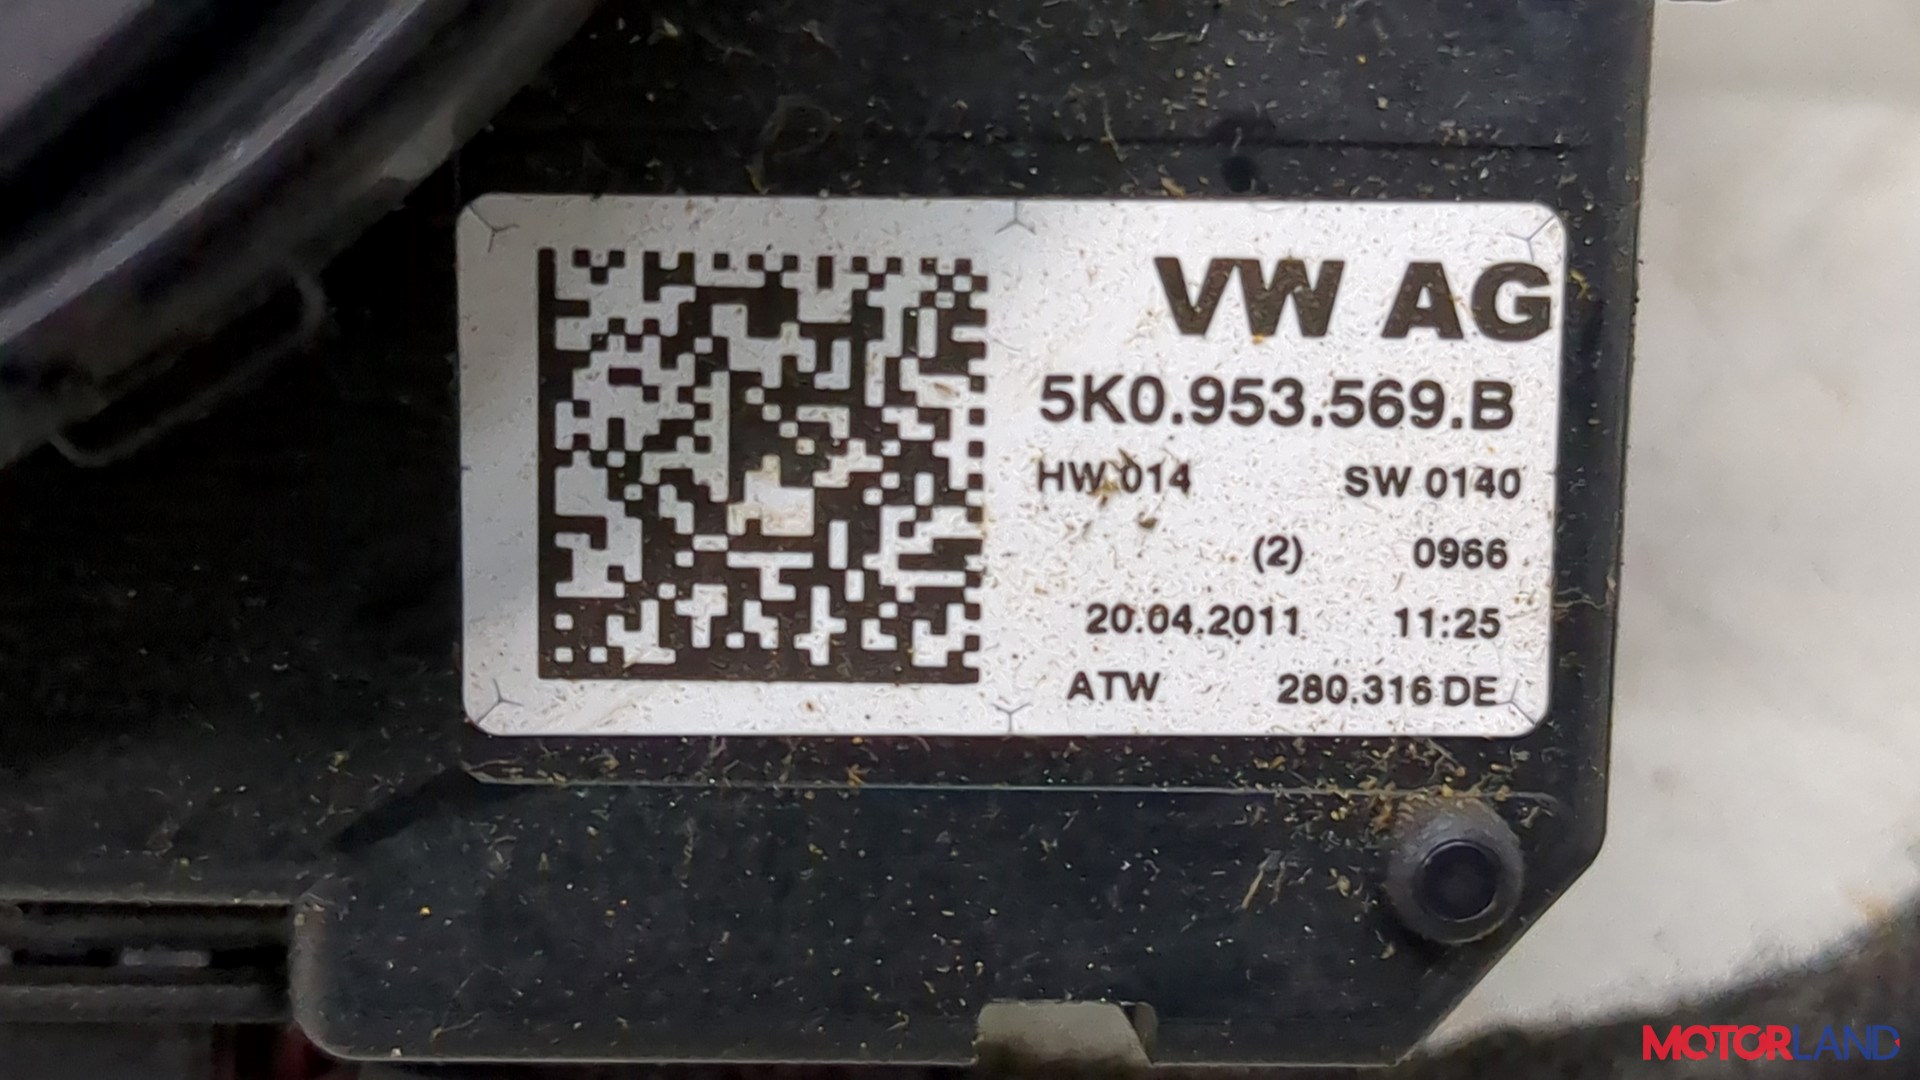 VW AG
5K0.953.569.B
HW 014 SW 0140
(2) 0966
20.04.2011 11:25
ATW 280.316 DE
MOTORLAND